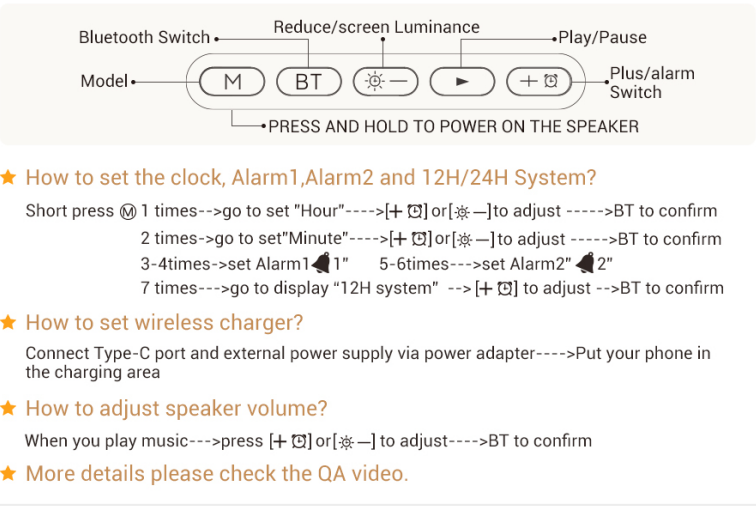 Reduce/screen Luminance
Bluetooth Switch
Play/Pause
Model
M
BT
Plus/alarm
Switch
PRESS AND HOLD TO POWER ON THE SPEAKER
How to set the clock, Alarm1,Alarm2 and 12H/24H System?
Short press Ⓜ 1 times-->go to set "Hour"---->[+ ⏰] or[☼ —]to adjust ----->BT to confirm
2 times->go to set"Minute"---->[+ ⏰] or[☼ —]to adjust ----->BT to confirm
3-4times->set Alarm1🔔1" 5-6times--->set Alarm2" 🔔2"
7 times--->go to display “12H system” --> [+ ⏰] to adjust -->BT to confirm
How to set wireless charger?
Connect Type-C port and external power supply via power adapter---->Put your phone in
the charging area
How to adjust speaker volume?
When you play music--->press [+ ⏰] or[☼ —] to adjust---->BT to confirm
More details please check the QA video.